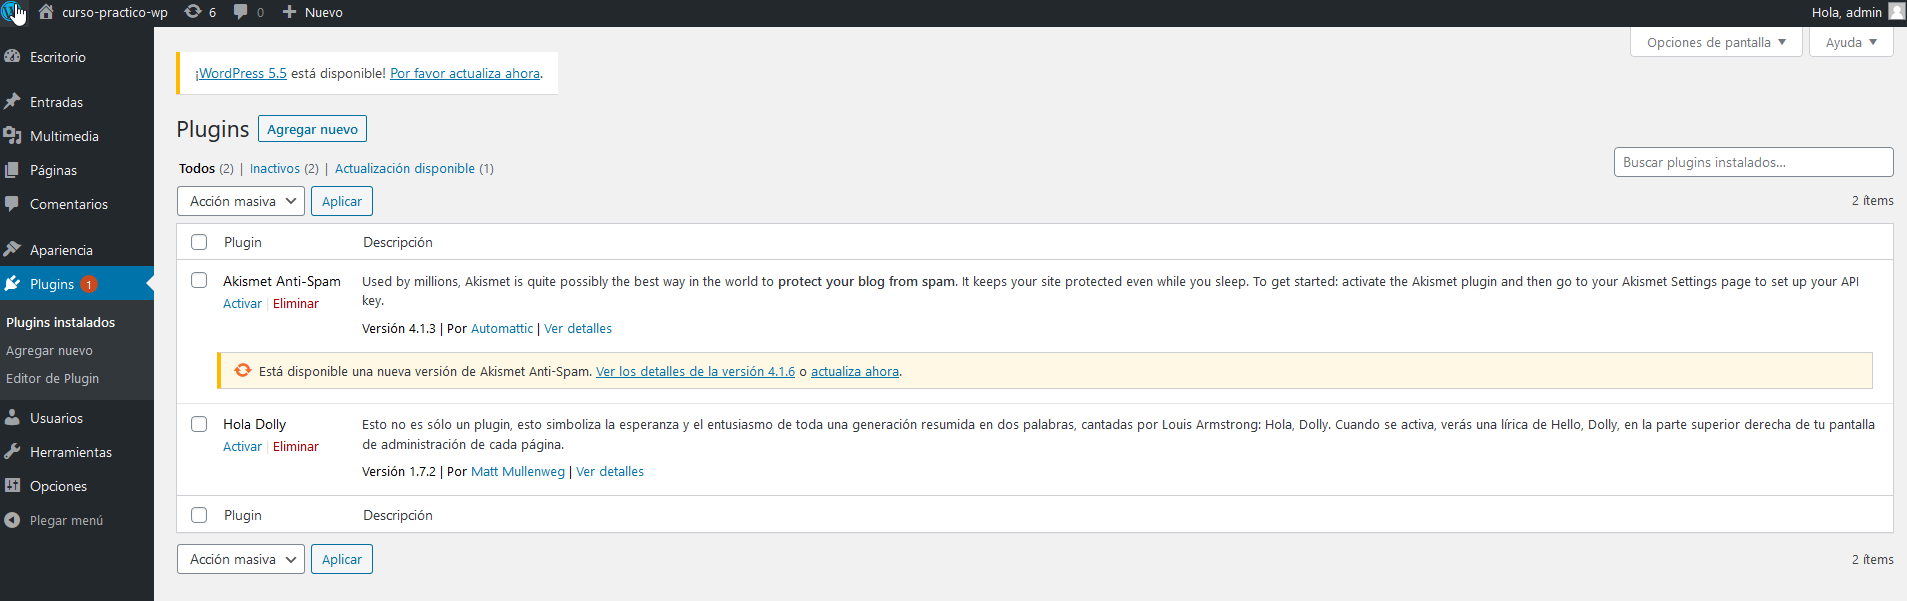 curso-practico-wp 6 0 Nuevo Hola, admin
Opciones de pantalla Ayuda
Escritorio
Entradas
Multimedia
Páginas
Comentarios
Apariencia
Plugins 1
Plugins instalados
Agregar nuevo
Editor de Plugin
Usuarios
Herramientas
Opciones
Plegar menú
¡WordPress 5.5 está disponible! Por favor actualiza ahora.
Plugins Agregar nuevo
Todos (2) | Inactivos (2) | Actualización disponible (1)
Buscar plugins instalados...
Acción masiva Aplicar
2 ítems
Plugin Descripción
Akismet Anti-Spam
Activar | Eliminar
Used by millions, Akismet is quite possibly the best way in the world to protect your blog from spam. It keeps your site protected even while you sleep. To get started: activate the Akismet plugin and then go to your Akismet Settings page to set up your API
key.
Versión 4.1.3 | Por Automattic | Ver detalles
Está disponible una nueva versión de Akismet Anti-Spam. Ver los detalles de la versión 4.1.6 o actualiza ahora.
Hola Dolly
Activar | Eliminar
Esto no es sólo un plugin, esto simboliza la esperanza y el entusiasmo de toda una generación resumida en dos palabras, cantadas por Louis Armstrong: Hola, Dolly. Cuando se activa, verás una lírica de Hello, Dolly, en la parte superior derecha de tu pantalla
de administración de cada página.
Versión 1.7.2 | Por Matt Mullenweg | Ver detalles
Plugin Descripción
Acción masiva Aplicar
2 ítems